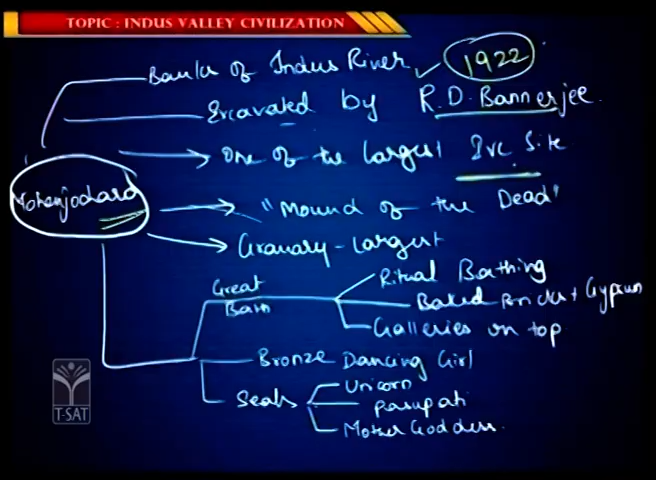 TOPIC : INDUS VALLEY CIVILIZATION
Banks of Indus River 1922
Excavated by R.D. Bannerjee
One of the largest IVC Site
Mohenjodaro
"Mound of the Dead"
Granary - largest
Great Bath
Ritual Bathing
Baked Bricks + Gypsum
Galleries on top
Bronze Dancing Girl
Seals
Unicorn
Pasupati
Mother Goddess.
T-SAT